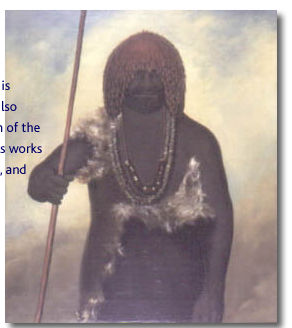 is
lso
n of the
s works
, and